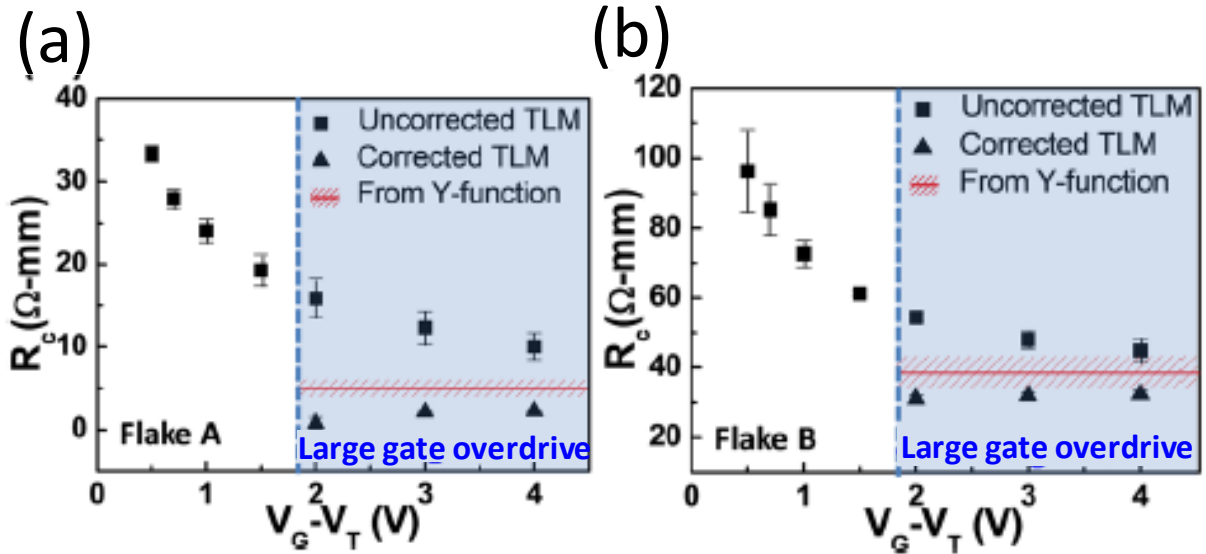 (a)
40
30
20
10
0
R_c(Ω-mm)
Uncorrected TLM
Corrected TLM
From Y-function
Flake A
Large gate overdrive
0 1 2 3 4
V_G-V_T (V)
(b)
120
100
80
60
40
20
R_c(Ω-mm)
Uncorrected TLM
Corrected TLM
From Y-function
Flake B
Large gate overdrive
0 1 2 3 4
V_G-V_T (V)